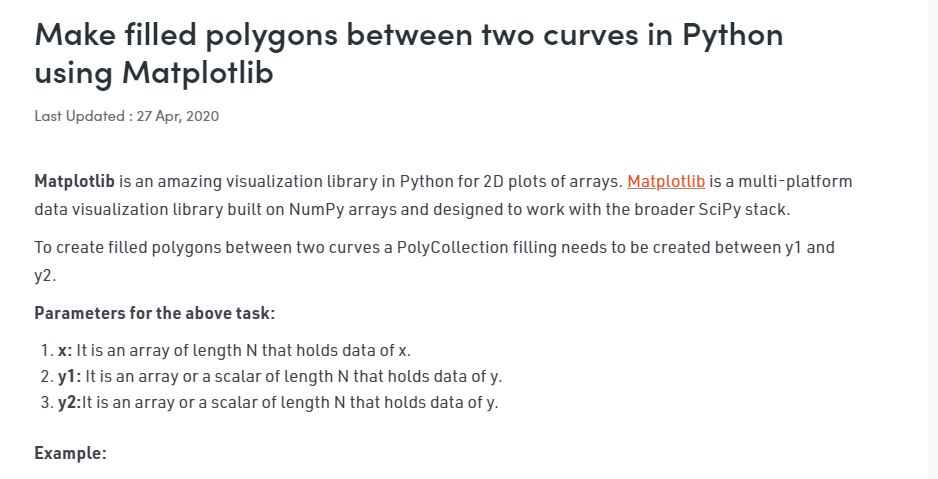 Make filled polygons between two curves in Python
using Matplotlib
Last Updated : 27 Apr, 2020
Matplotlib is an amazing visualization library in Python for 2D plots of arrays. Matplotlib is a multi-platform
data visualization library built on NumPy arrays and designed to work with the broader SciPy stack.
To create filled polygons between two curves a PolyCollection filling needs to be created between y1 and
y2.
Parameters for the above task:
1. x: It is an array of length N that holds data of x.
2. y1: It is an array or a scalar of length N that holds data of y.
3. y2:It is an array or a scalar of length N that holds data of y.
Example: